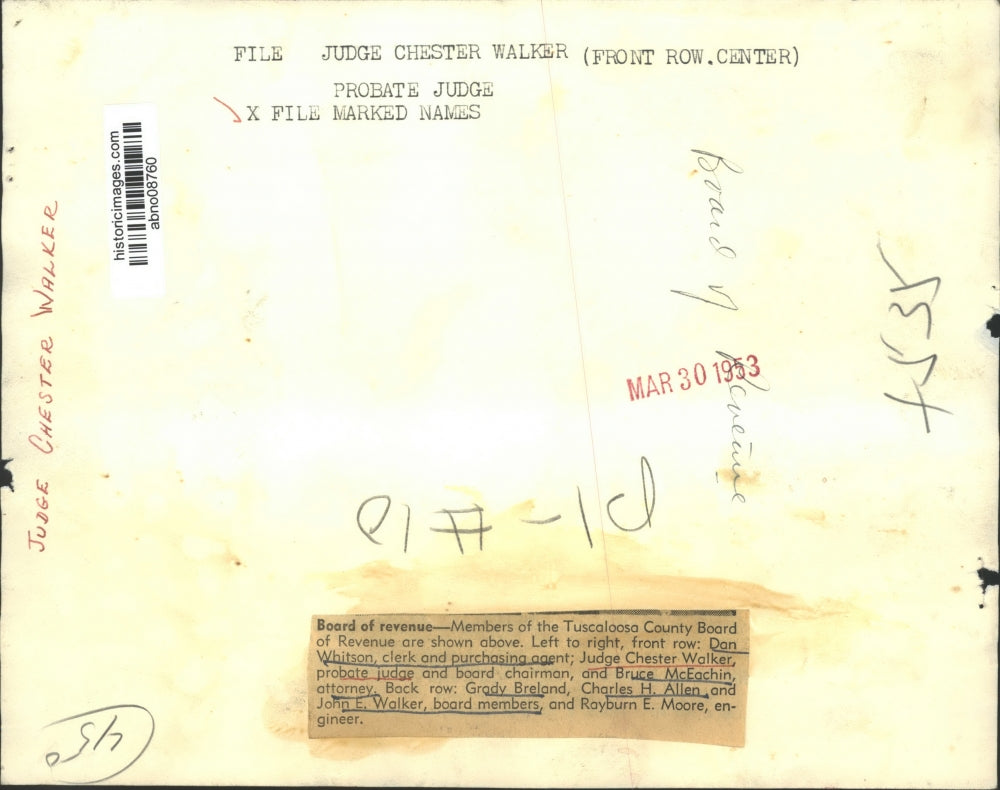 FILE JUDGE CHESTER WALKER (FRONT ROW.CENTER)
PROBATE JUDGE
X FILE MARKED NAMES
historicimages.com
abno08760
JUDGE CHESTER WALKER
Board of Revenue
MAR 30 1953
Board of revenue—Members of the Tuscaloosa County Board
of Revenue are shown above. Left to right, front row: Dan
Whitson, clerk and purchasing agent; Judge Chester Walker,
probate judge and board chairman, and Bruce McEachin,
attorney. Back row: Grady Breland, Charles H. Allen and
John E. Walker, board members, and Rayburn E. Moore, en-
gineer.